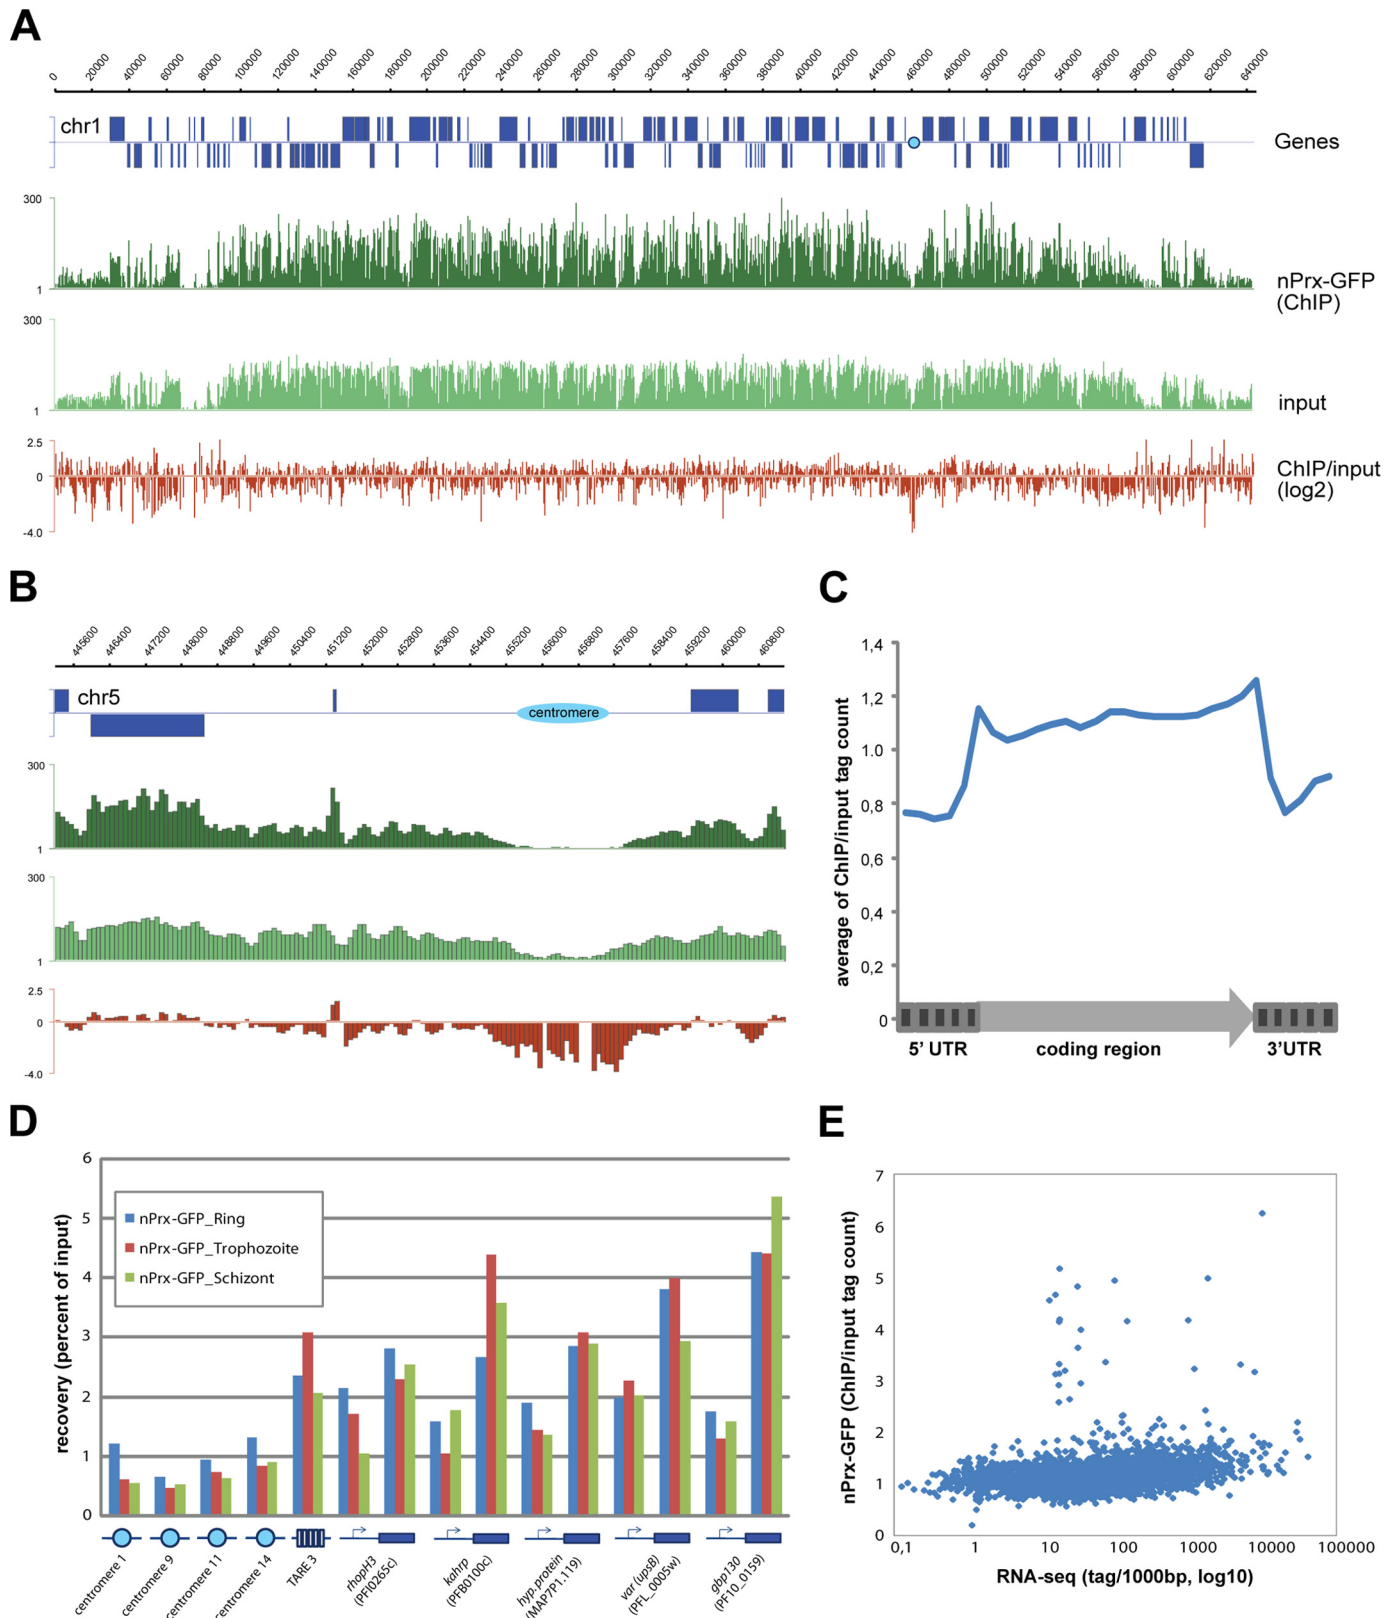 A
0 20000 40000 60000 80000 100000 120000 140000 160000 180000 200000 220000 240000 260000 280000 300000 320000 340000 360000 380000 400000 420000 440000 460000 480000 500000 520000 540000 560000 580000 600000 620000 640000
chr1
Genes
300
1
nPrx-GFP
(ChIP)
300
1
input
2.5
0
-4.0
ChIP/input
(log2)
B
445600 446400 447200 448000 448800 449600 450400 451200 452000 452800 453600 454400 455200 456000 456800 457600 458400 459200 460000 460800
chr5
centromere
300
1
300
1
2.5
0
-4.0
C
average of ChIP/input tag count
1,4
1,2
1.0
0,8
0,6
0,4
0,2
0
5' UTR
coding region
3'UTR
D
recovery (percent of input)
6
5
4
3
2
1
0
nPrx-GFP_Ring
nPrx-GFP_Trophozoite
nPrx-GFP_Schizont
centromere 1
centromere 9
centromere 11
centromere 14
TARE 3
rhopH3
(PFI0265c)
kahrp
(PFB0100c)
hyp.protein
(MAP7P1.119)
var (upsB)
(PFL_0005w)
gbp130
(PF10_0159)
E
nPrx-GFP (ChIP/input tag count)
7
6
5
4
3
2
1
0
0,1 1 10 100 1000 10000 100000
RNA-seq (tag/1000bp, log10)